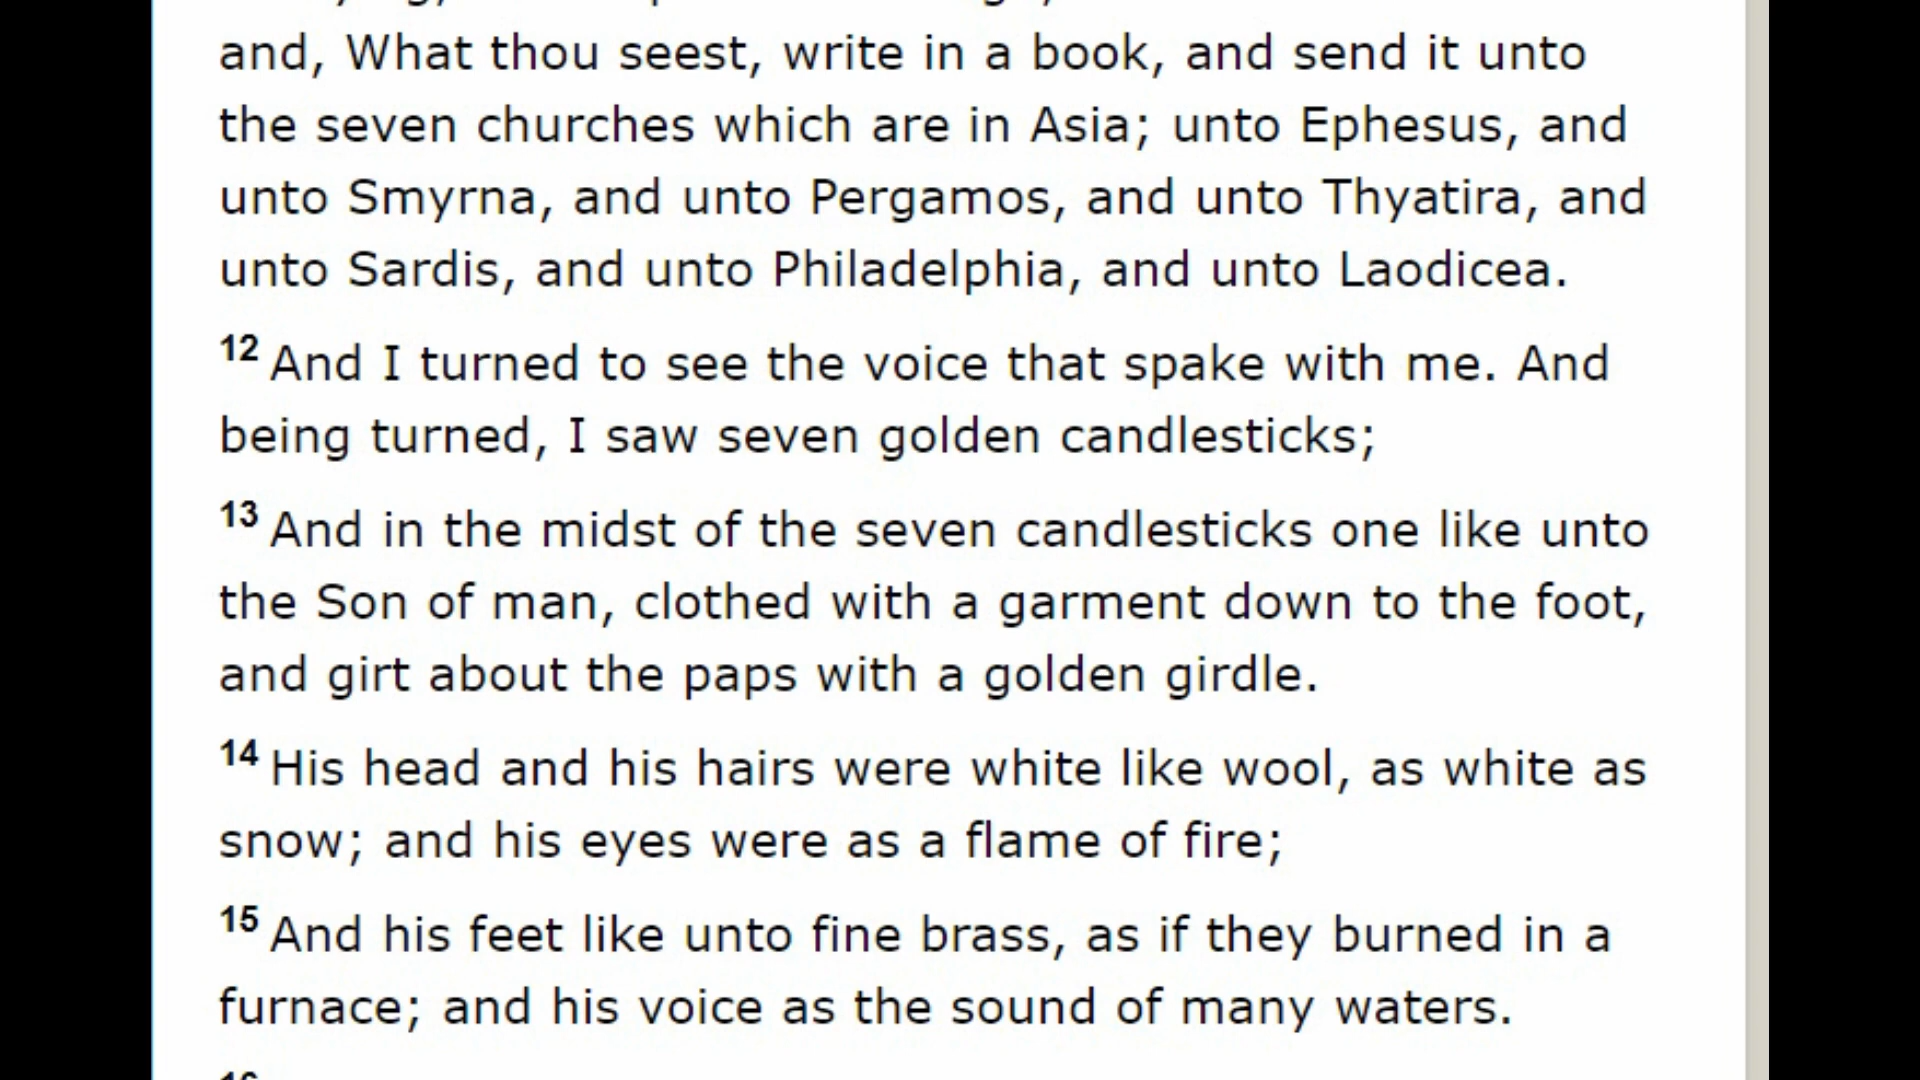 and, What thou seest, write in a book, and send it unto
the seven churches which are in Asia; unto Ephesus, and
unto Smyrna, and unto Pergamos, and unto Thyatira, and
unto Sardis, and unto Philadelphia, and unto Laodicea.
12 And I turned to see the voice that spake with me. And
being turned, I saw seven golden candlesticks;
13 And in the midst of the seven candlesticks one like unto
the Son of man, clothed with a garment down to the foot,
and girt about the paps with a golden girdle.
14 His head and his hairs were white like wool, as white as
snow; and his eyes were as a flame of fire;
15 And his feet like unto fine brass, as if they burned in a
furnace; and his voice as the sound of many waters.